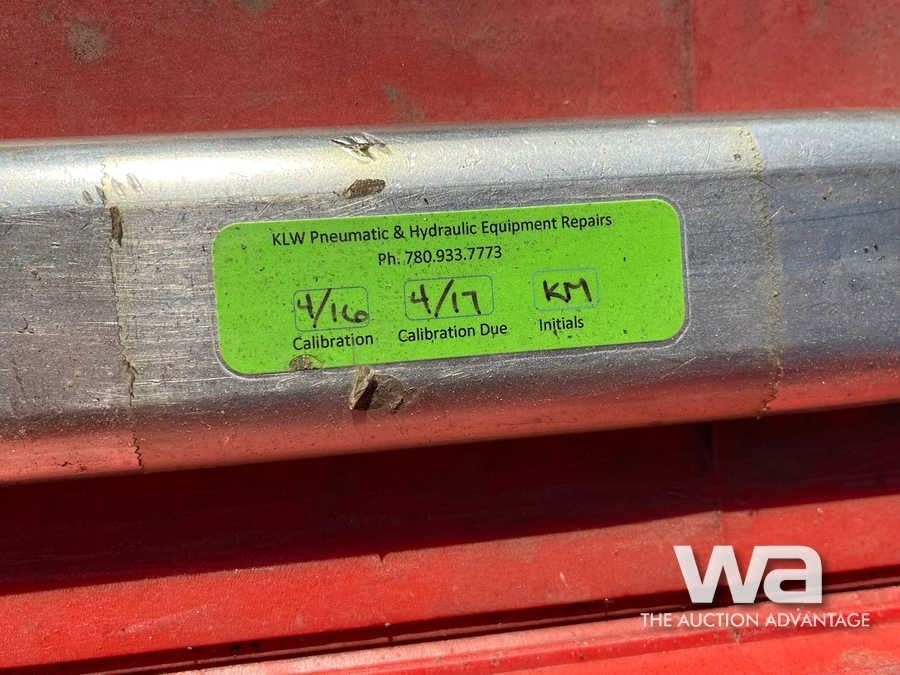 KLW Pneumatic & Hydraulic Equipment Repairs
Ph. 780.933.7773
4/16 4/17 KM
Calibration Calibration Due Initials
wa
THE AUCTION ADVANTAGE